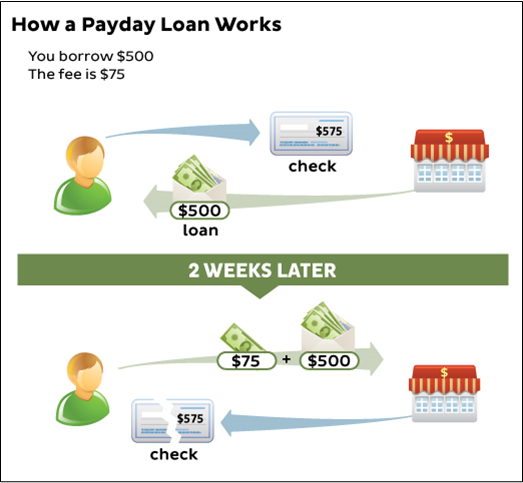 How a Payday Loan Works
You borrow $500
The fee is $75
$575
check
$
$500
loan
2 WEEKS LATER
$75 + $500
$
$575
check